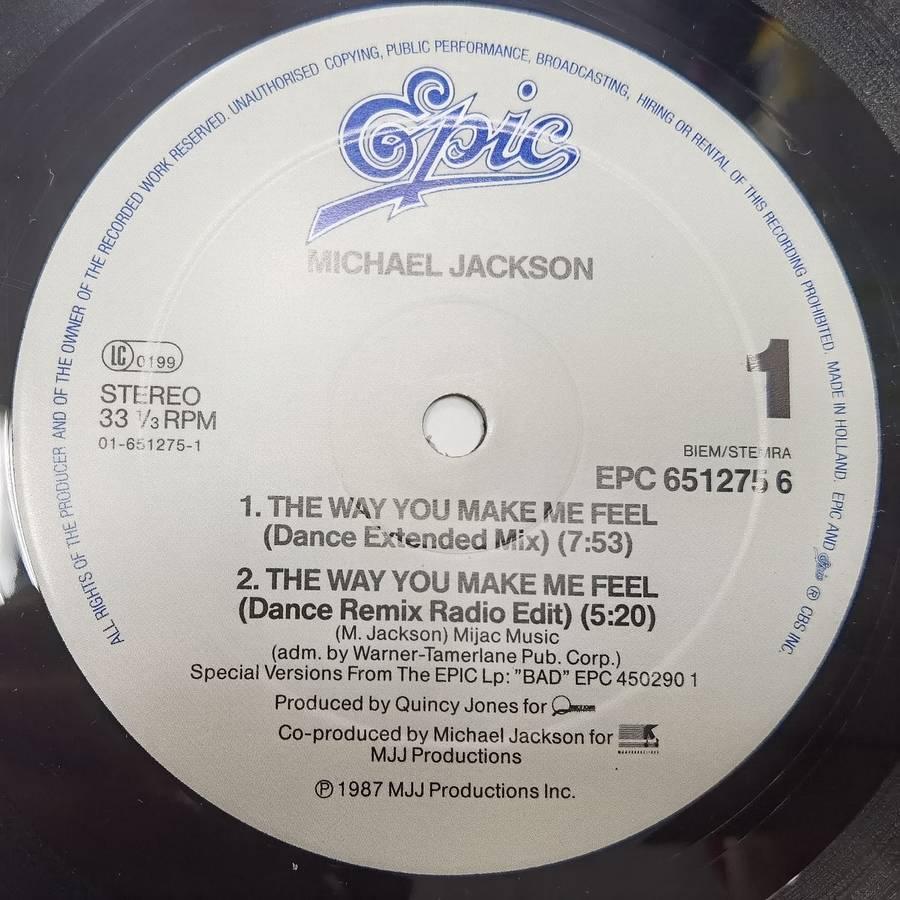 ALL RIGHTS OF THE PRODUCER AND OF THE OWNER OF THE RECORDED WORK RESERVED. UNAUTHORISED COPYING, PUBLIC PERFORMANCE, BROADCASTING, HIRING OR RENTAL OF THIS RECORDING PROHIBITED. MADE IN HOLLAND. EPIC AND Epic ℗ CBS INC.
Epic
MICHAEL JACKSON
LC 0199
STEREO
33 ⅓ RPM
01-651275-1
1
BIEM/STEMRA
EPC 651275 6
1. THE WAY YOU MAKE ME FEEL
(Dance Extended Mix) (7:53)
2. THE WAY YOU MAKE ME FEEL
(Dance Remix Radio Edit) (5:20)
(M. Jackson) Mijac Music
(adm. by Warner-Tamerlane Pub. Corp.)
Special Versions From The EPIC Lp: "BAD" EPC 450290 1
Produced by Quincy Jones for
Co-produced by Michael Jackson for
MJJ Productions
℗ 1987 MJJ Productions Inc.